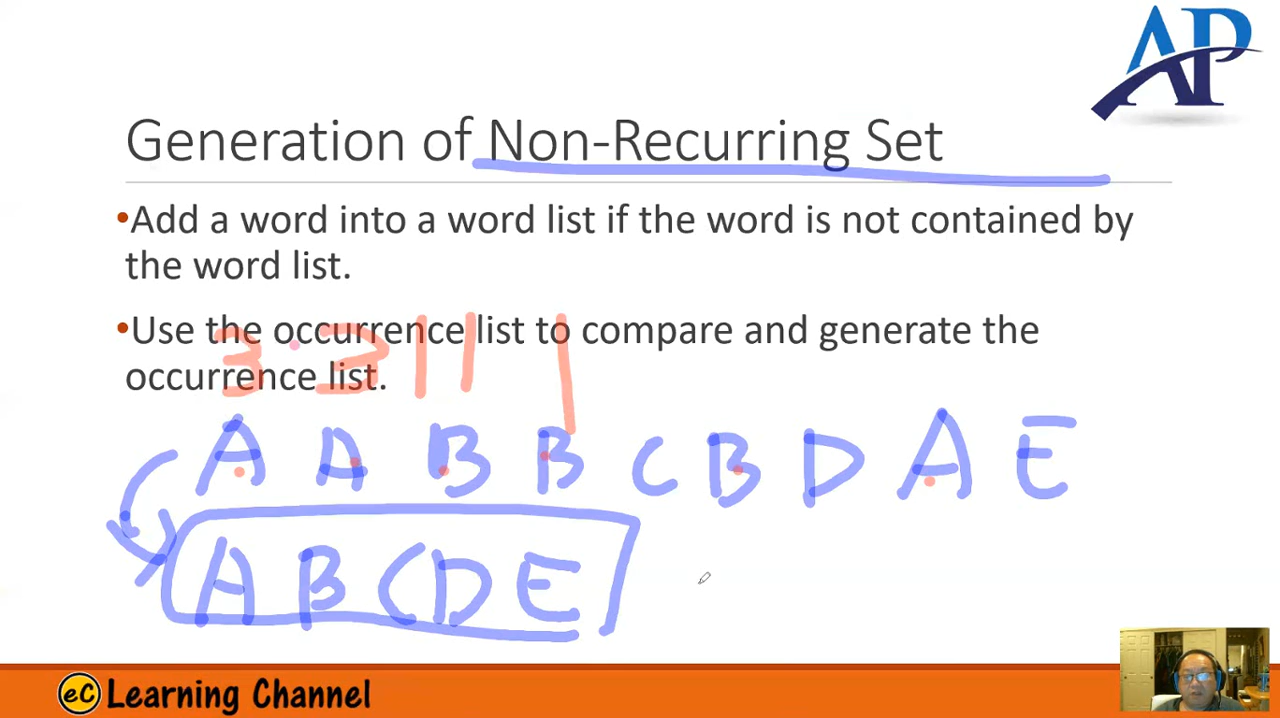 AP
Generation of Non-Recurring Set
•Add a word into a word list if the word is not contained by
the word list.
•Use the occurrence list to compare and generate the
occurrence list.
3 3 1 1 1
A A B B C B D A E
A B C D E
eC Learning Channel